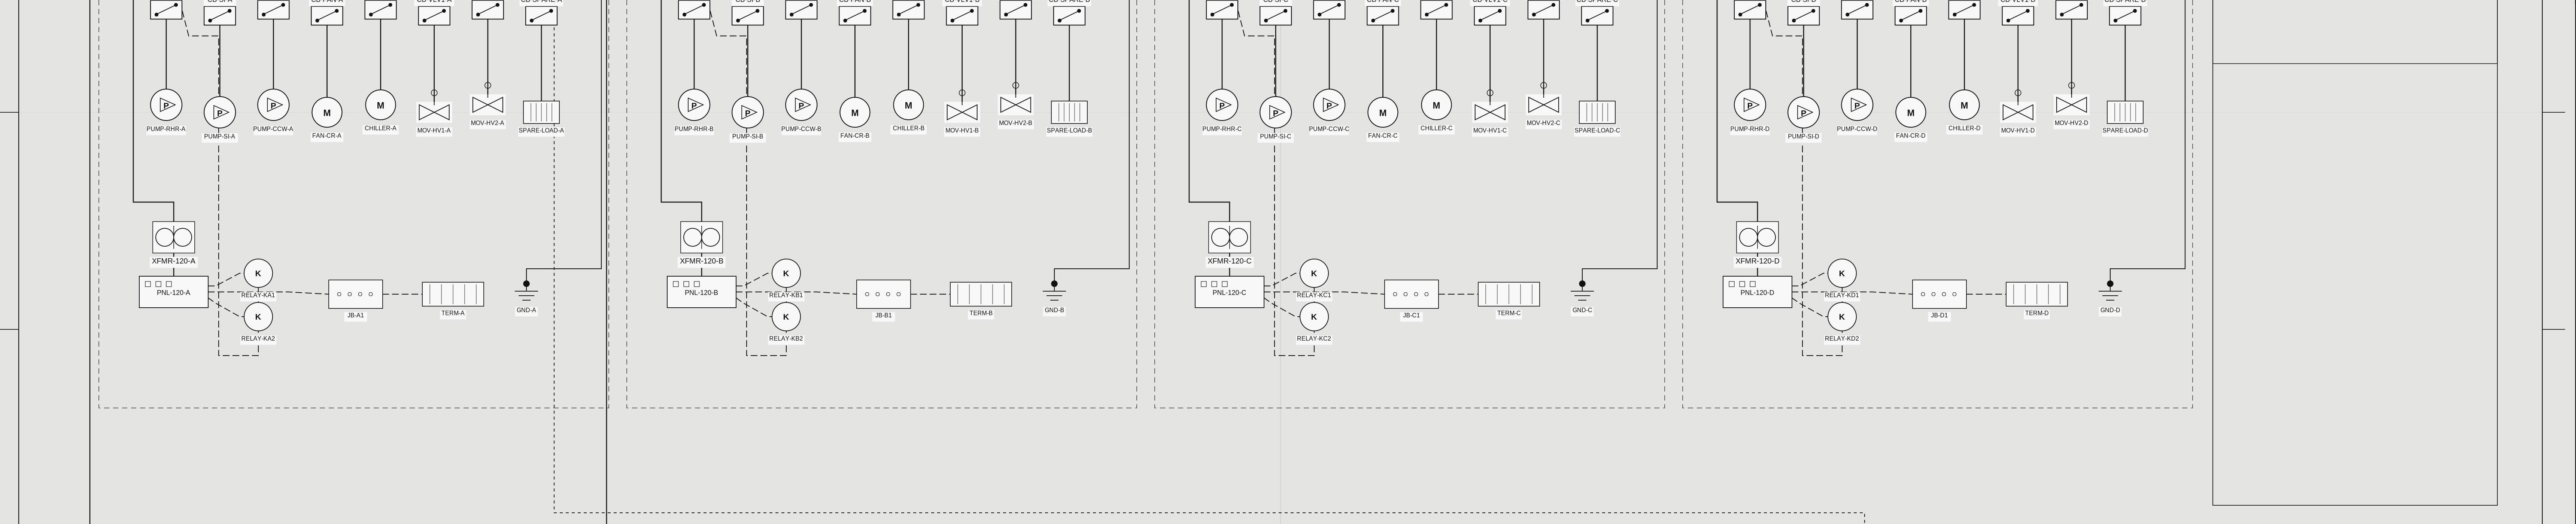 P P P M M
PUMP-RHR-A PUMP-SI-A PUMP-CCW-A FAN-CR-A CHILLER-A MOV-HV1-A MOV-HV2-A SPARE-LOAD-A
P P P M M
PUMP-RHR-B PUMP-SI-B PUMP-CCW-B FAN-CR-B CHILLER-B MOV-HV1-B MOV-HV2-B SPARE-LOAD-B
P P P M M
PUMP-RHR-C PUMP-SI-C PUMP-CCW-C FAN-CR-C CHILLER-C MOV-HV1-C MOV-HV2-C SPARE-LOAD-C
P P P M M
PUMP-RHR-D PUMP-SI-D PUMP-CCW-D FAN-CR-D CHILLER-D MOV-HV1-D MOV-HV2-D SPARE-LOAD-D
XFMR-120-A
PNL-120-A
K
RELAY-KA1
K
RELAY-KA2
JB-A1
TERM-A
GND-A
XFMR-120-B
PNL-120-B
K
RELAY-KB1
K
RELAY-KB2
JB-B1
TERM-B
GND-B
XFMR-120-C
PNL-120-C
K
RELAY-KC1
K
RELAY-KC2
JB-C1
TERM-C
GND-C
XFMR-120-D
PNL-120-D
K
RELAY-KD1
K
RELAY-KD2
JB-D1
TERM-D
GND-D